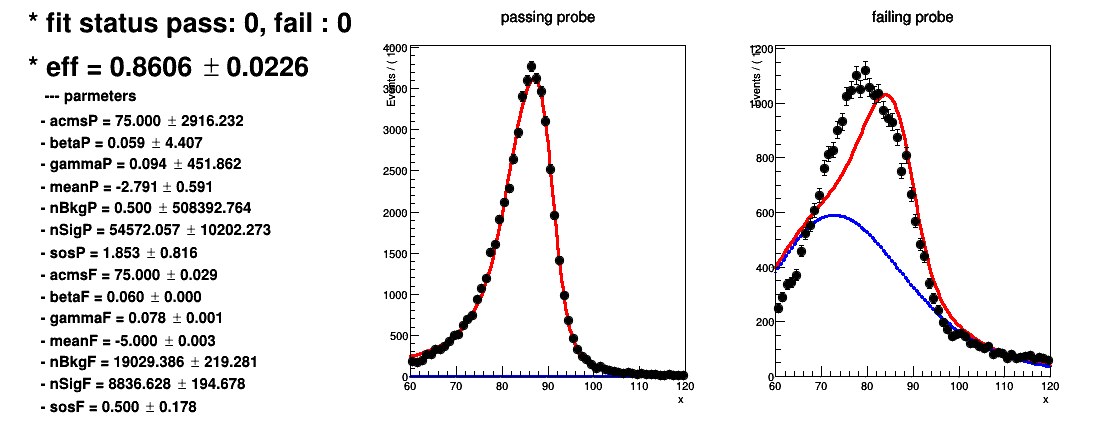 * fit status pass: 0, fail : 0
* eff = 0.8606 ± 0.0226
--- parmeters
- acmsP = 75.000 ± 2916.232
- betaP = 0.059 ± 4.407
- gammaP = 0.094 ± 451.862
- meanP = -2.791 ± 0.591
- nBkgP = 0.500 ± 508392.764
- nSigP = 54572.057 ± 10202.273
- sosP = 1.853 ± 0.816
- acmsF = 75.000 ± 0.029
- betaF = 0.060 ± 0.000
- gammaF = 0.078 ± 0.001
- meanF = -5.000 ± 0.003
- nBkgF = 19029.386 ± 219.281
- nSigF = 8836.628 ± 194.678
- sosF = 0.500 ± 0.178
passing probe
Events / ( 1
4000
3500
3000
2500
2000
1500
1000
500
0
60 70 80 90 100 110 120
x
failing probe
Events / ( 1
1200
1000
800
600
400
200
0
60 70 80 90 100 110 120
x